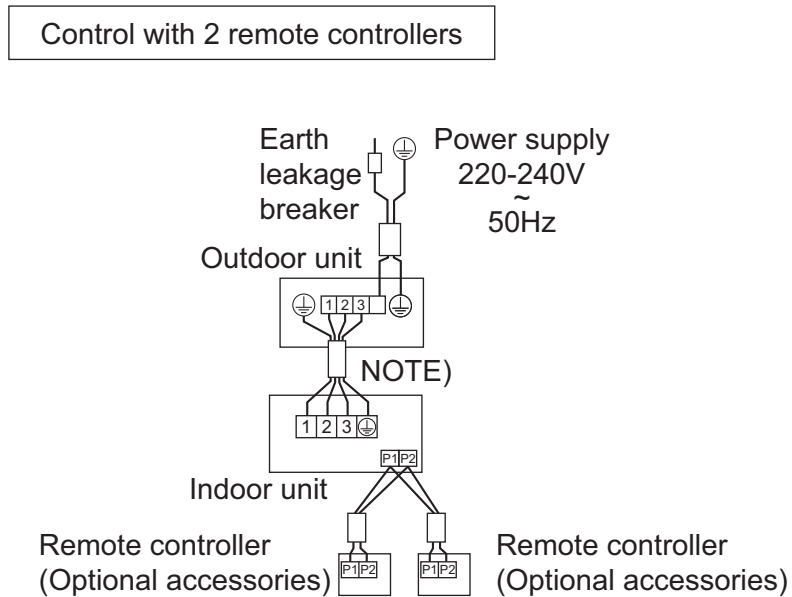 Control with 2 remote controllers
Earth
leakage
breaker
Power supply
220-240V
~
50Hz
Outdoor unit
1 2 3
NOTE)
1 2 3
P1 P2
Indoor unit
Remote controller
(Optional accessories)
P1 P2
P1 P2
Remote controller
(Optional accessories)